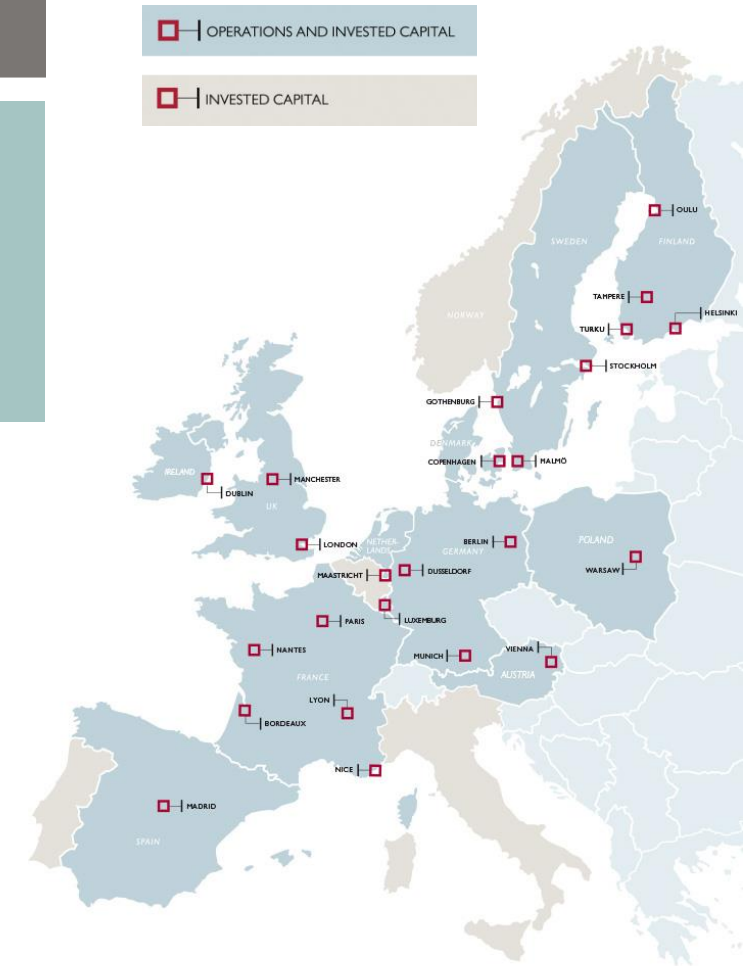 OPERATIONS AND INVESTED CAPITAL
INVESTED CAPITAL
OULU
SWEDEN
FINLAND
TAMPERE
HELSINKI
NORWAY
TURKU
STOCKHOLM
GOTHENBURG
DENMARK
COPENHAGEN
MALMÖ
IRELAND
MANCHESTER
DUBLIN
UK
LONDON
NETHER-
LANDS
BERLIN
GERMANY
POLAND
MAASTRICHT
DUSSELDORF
WARSAW
LUXEMBURG
PARIS
NANTES
MUNICH
VIENNA
FRANCE
AUSTRIA
LYON
BORDEAUX
NICE
MADRID
SPAIN